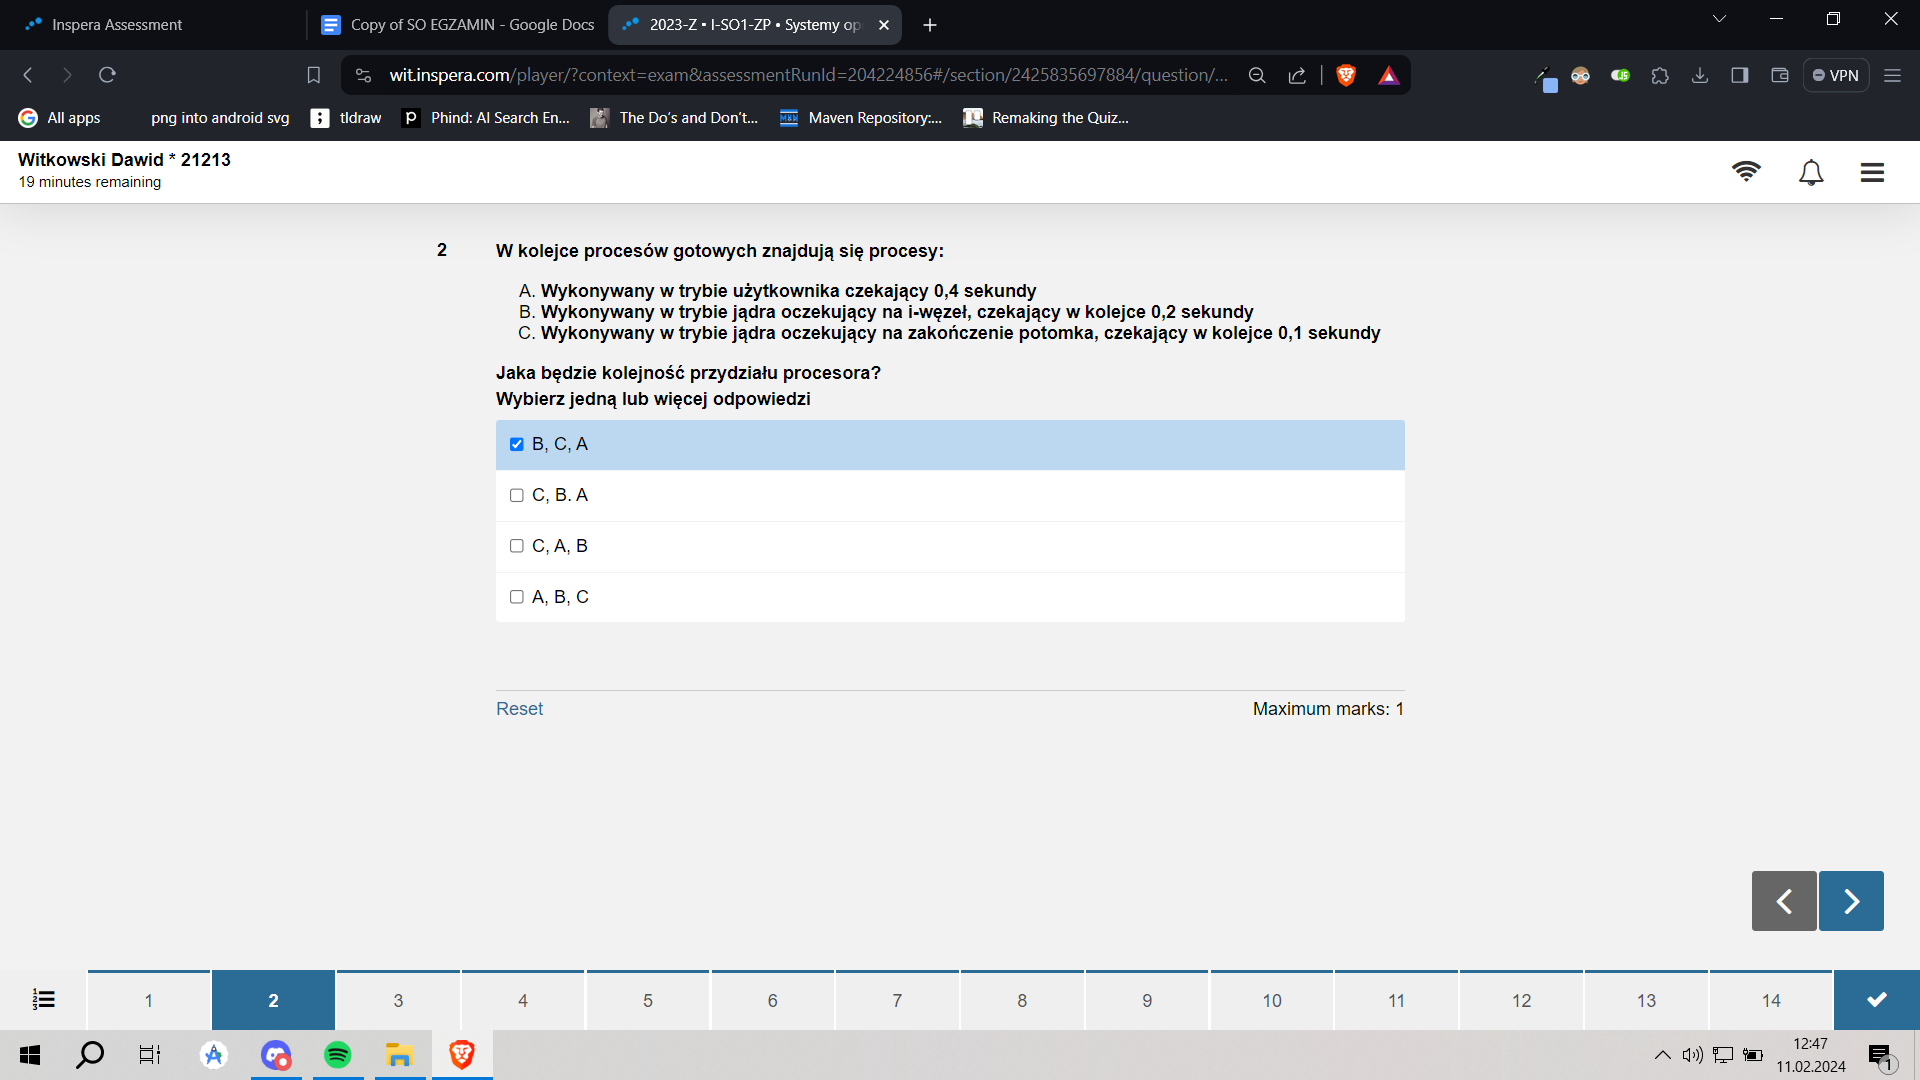 Inspera Assessment
Copy of SO EGZAMIN - Google Docs
2023-Z • I-SO1-ZP • Systemy op
wit.inspera.com/player/?context=exam&assessmentRunId=204224856#/section/2425835697884/question/...
VPN
All apps
png into android svg
tldraw
Phind: AI Search En...
The Do's and Don't...
Maven Repository:...
Remaking the Quiz...
Witkowski Dawid * 21213
19 minutes remaining
2
W kolejce procesów gotowych znajdują się procesy:
A. Wykonywany w trybie użytkownika czekający 0,4 sekundy
B. Wykonywany w trybie jądra oczekujący na i-węzeł, czekający w kolejce 0,2 sekundy
C. Wykonywany w trybie jądra oczekujący na zakończenie potomka, czekający w kolejce 0,1 sekundy
Jaka będzie kolejność przydziału procesora?
Wybierz jedną lub więcej odpowiedzi
B, C, A
C, B. A
C, A, B
A, B, C
Reset
Maximum marks: 1
1
2
3
4
5
6
7
8
9
10
11
12
13
14
12:47
11.02.2024
1